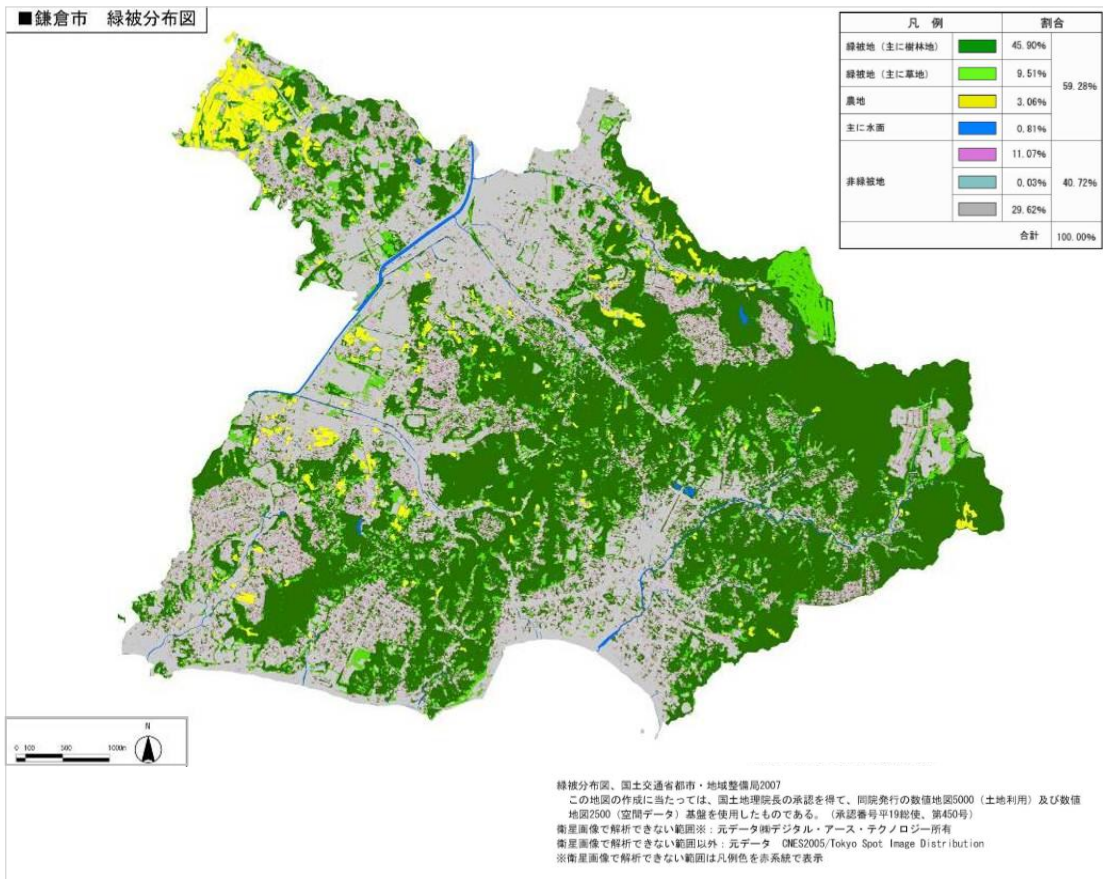 ■鎌倉市 緑被分布図
凡 例 割合
緑被地（主に樹林地） 45.90%
緑被地（主に草地） 9.51%
59.28%
農地 3.06%
主に水面 0.81%
11.07%
非緑被地 0.03% 40.72%
29.62%
合計 100.00%
N
0 100 500 1000m
緑被分布図、国土交通省都市・地域整備局2007
この地図の作成に当たっては、国土地理院長の承認を得て、同院発行の数値地図5000（土地利用）及び数値
地図2500（空間データ）基盤を使用したものである。（承認番号平19総使、第450号）
衛星画像で解析できない範囲※：元データ㈱デジタル・アース・テクノロジー所有
衛星画像で解析できない範囲以外：元データ CNES2005/Tokyo Spot Image Distribution
※衛星画像で解析できない範囲は凡例色を赤系統で表示